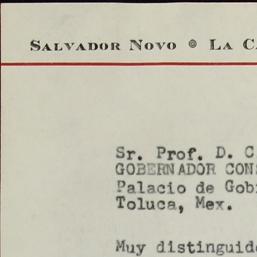 SALVADOR NOVO ● LA
Sr. Prof. D. C
GOBERNADOR CONS
Palacio de Gobi
Toluca, Mex.
Muy distinguid